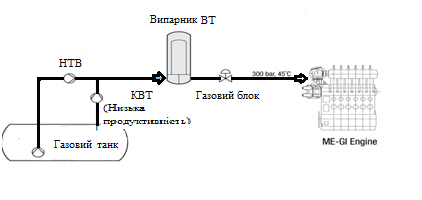 Випарник ВТ
НТВ
300 bar, 45°C
КВТ
Газовий блок
(Низька
продуктивність)
Газовий танк
ME-GI Engine